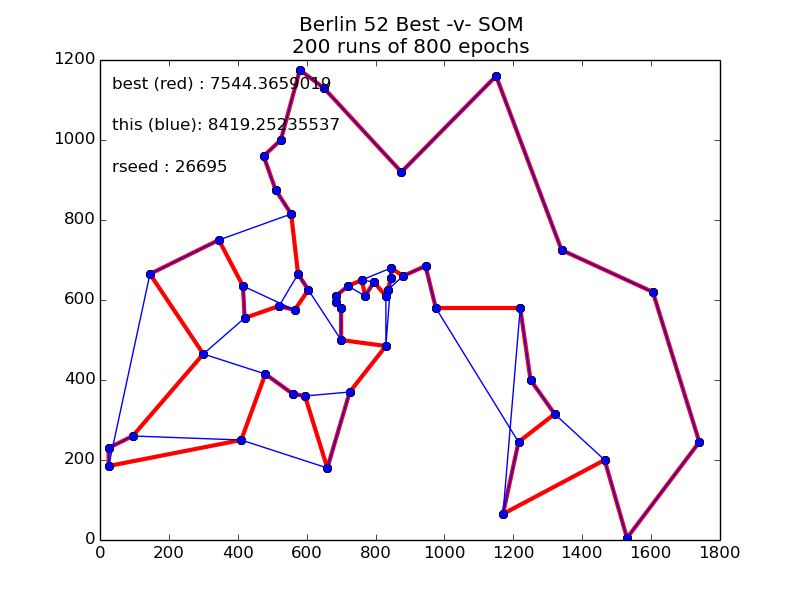 Berlin 52 Best -v- SOM
200 runs of 800 epochs
1200
best (red) : 7544.3659019
this (blue): 8419.25235537
1000
rseed : 26695
800
600
400
200
0
0 200 400 600 800 1000 1200 1400 1600 1800